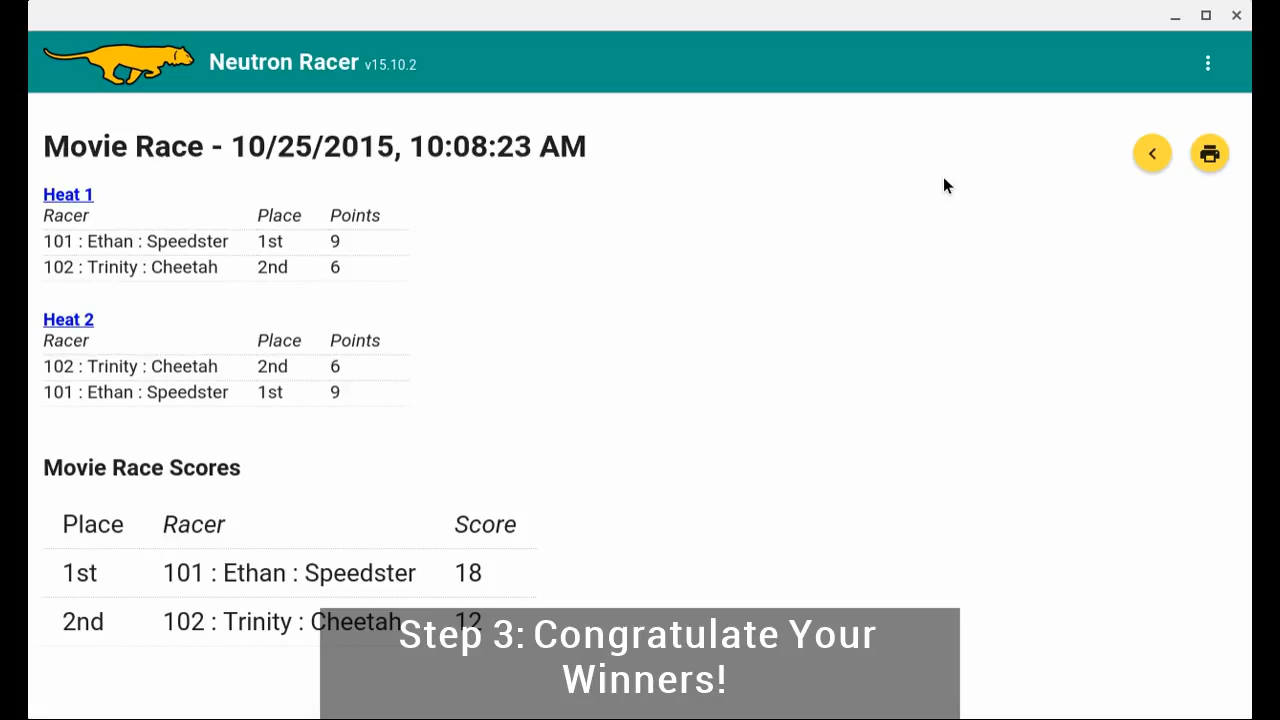 Neutron Racer v15.10.2
Movie Race - 10/25/2015, 10:08:23 AM
Heat 1
Racer Place Points
101 : Ethan : Speedster 1st 9
102 : Trinity : Cheetah 2nd 6
Heat 2
Racer Place Points
102 : Trinity : Cheetah 2nd 6
101 : Ethan : Speedster 1st 9
Movie Race Scores
Place Racer Score
1st 101 : Ethan : Speedster 18
2nd 102 : Trinity : Cheetah 12
Step 3: Congratulate Your
Winners!